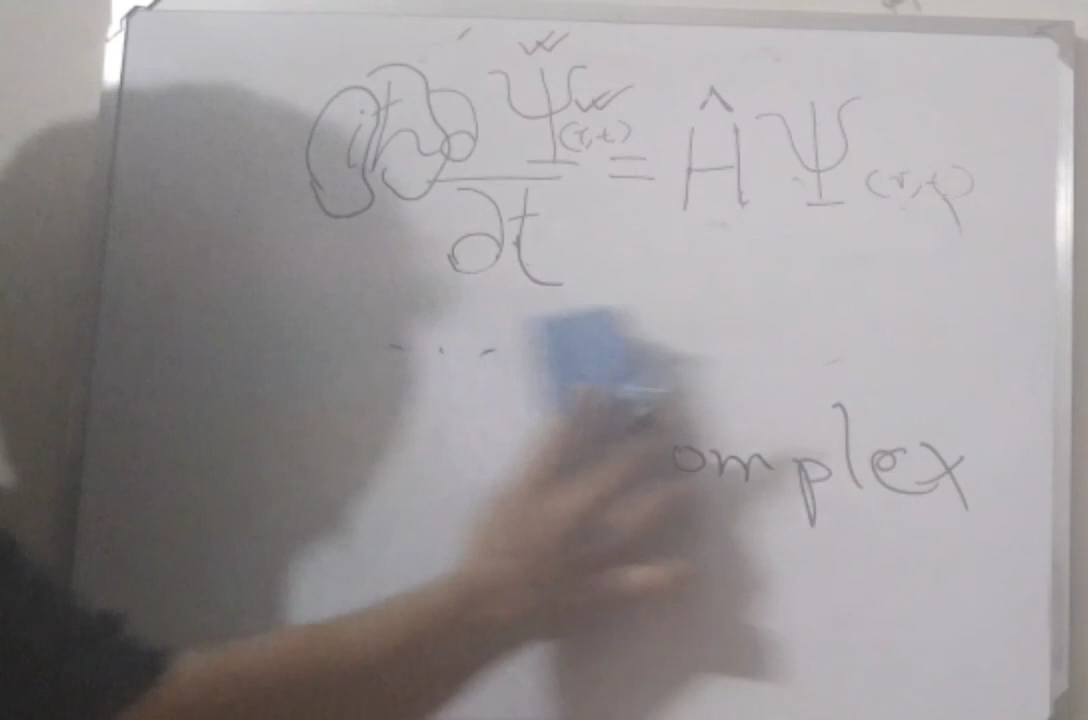 iħ ∂ Ψ(r,t) = Ĥ Ψ(r,t)
∂t
omplex